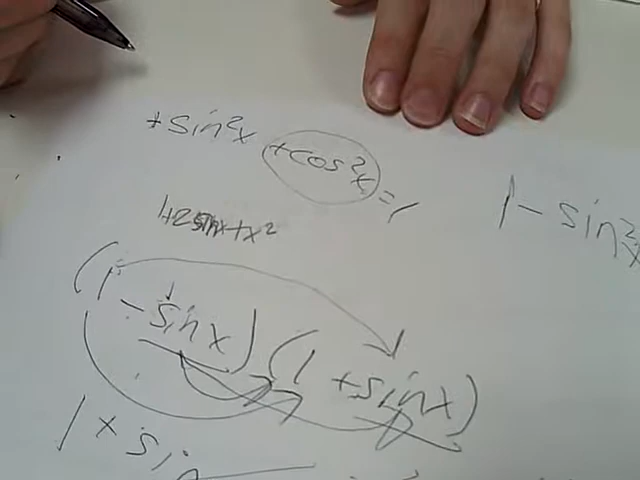 +sin²x +cos²x = 1
1 - sin²x
1+2sinx+x²
(1 - sinx)(1 + sinx)
1 x sin